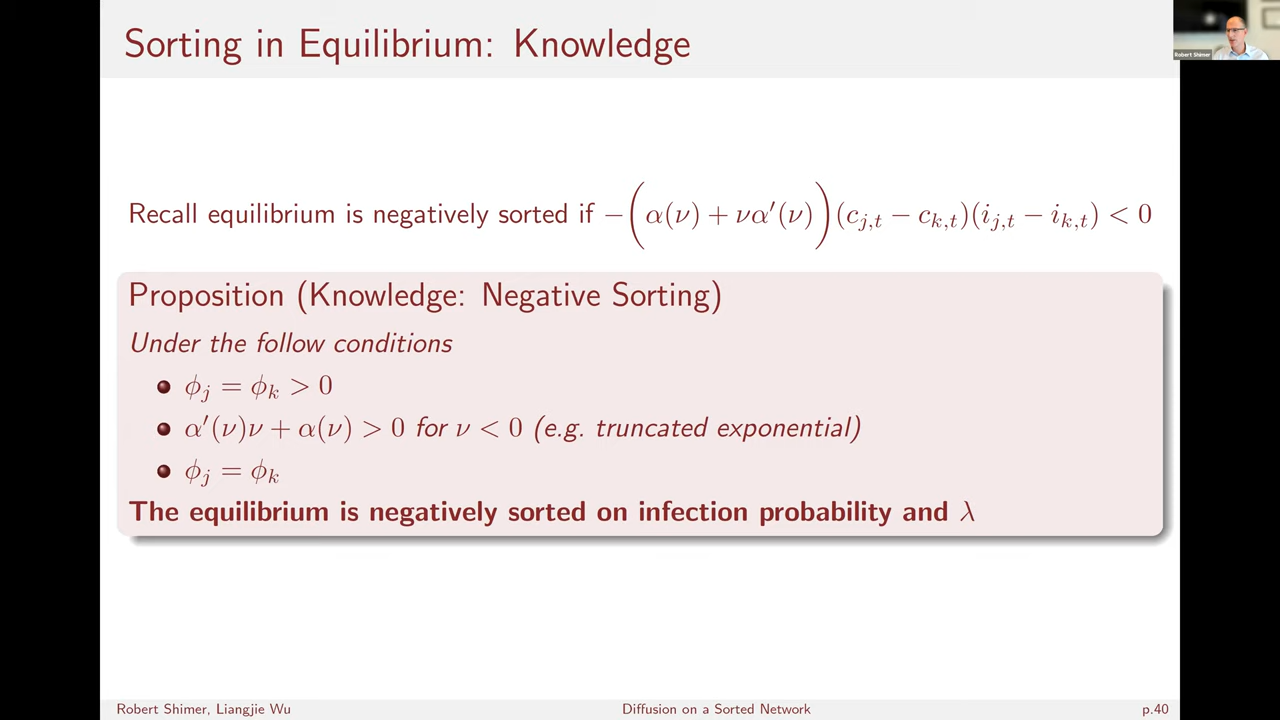 Sorting in Equilibrium: Knowledge
Robert Shimer
Recall equilibrium is negatively sorted if −(α(ν) + να′(ν))(c_{j,t} − c_{k,t})(i_{j,t} − i_{k,t}) < 0
Proposition (Knowledge: Negative Sorting)
Under the follow conditions
ϕ_j = ϕ_k > 0
α′(ν)ν + α(ν) > 0 for ν < 0 (e.g. truncated exponential)
ϕ_j = ϕ_k
The equilibrium is negatively sorted on infection probability and λ
Robert Shimer, Liangjie Wu
Diffusion on a Sorted Network
p.40